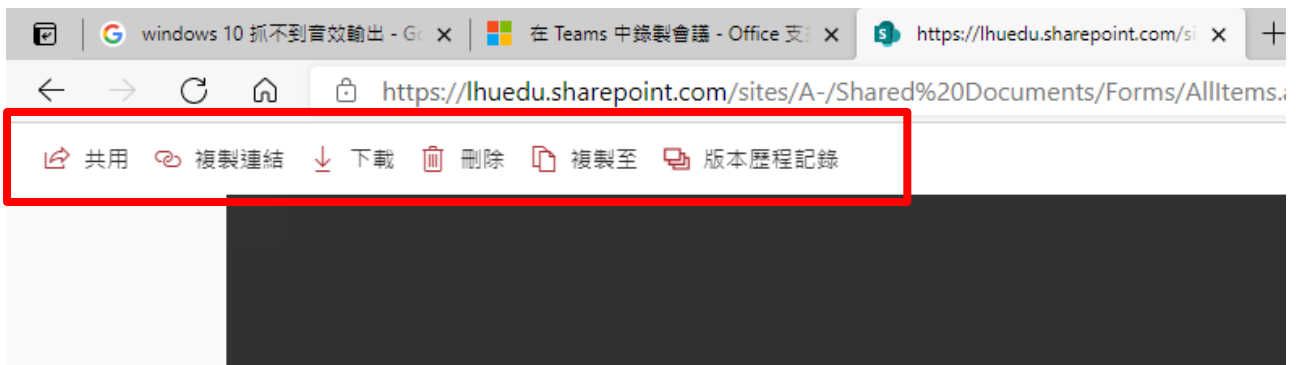 windows 10 抓不到音效輸出 - G
在 Teams 中錄製會議 - Office 支
https://lhuedu.sharepoint.com/si
https://lhuedu.sharepoint.com/sites/A-/Shared%20Documents/Forms/AllItems.
共用 複製連結 下載 刪除 複製至 版本歷程記錄